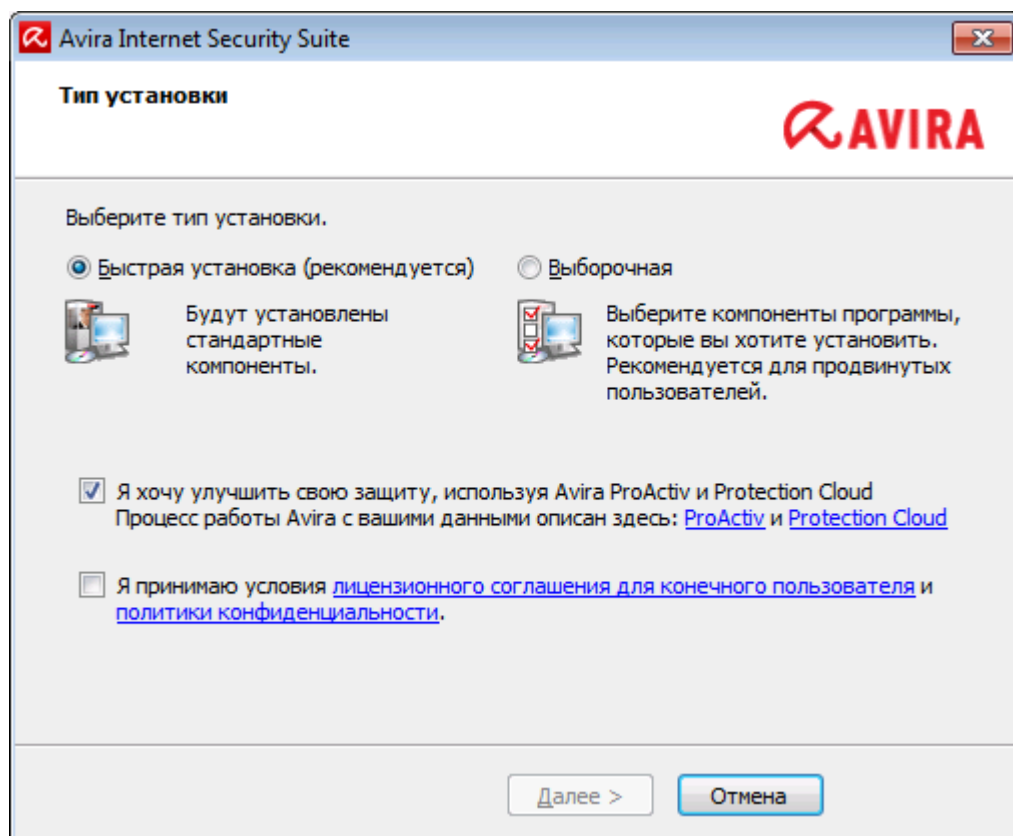 Avira Internet Security Suite
Тип установки
AVIRA
Выберите тип установки.
Быстрая установка (рекомендуется)
Будут установлены
стандартные
компоненты.
Выборочная
Выберите компоненты программы,
которые вы хотите установить.
Рекомендуется для продвинутых
пользователей.
Я хочу улучшить свою защиту, используя Avira ProActiv и Protection Cloud
Процесс работы Avira с вашими данными описан здесь: ProActiv и Protection Cloud
Я принимаю условия лицензионного соглашения для конечного пользователя и
политики конфиденциальности.
Далее >
Отмена